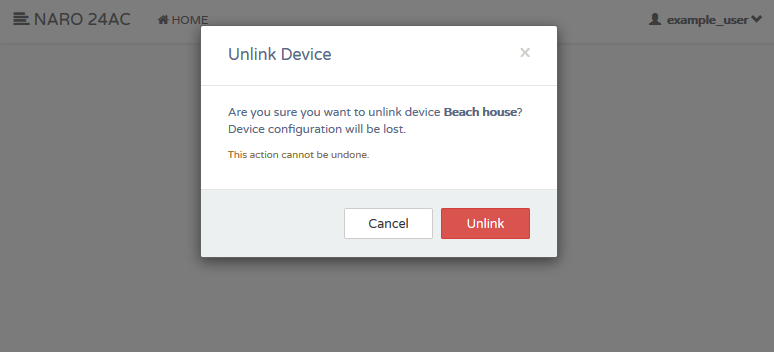 NARO 24AC
HOME
example_user
Unlink Device
×
Are you sure you want to unlink device Beach house?
Device configuration will be lost.
This action cannot be undone.
Cancel
Unlink